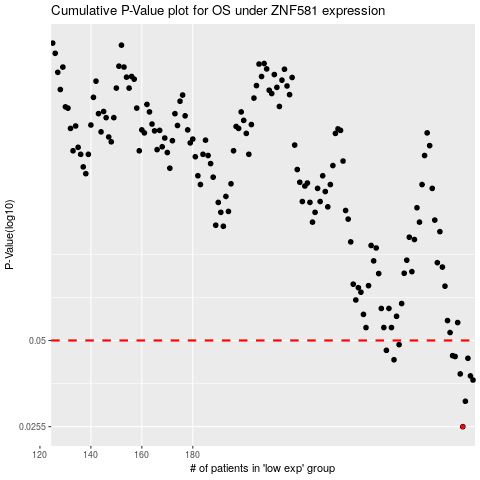 Cumulative P-Value plot for OS under ZNF581 expression
P-Value(log10)
0.05
0.0255
120 140 160 180
# of patients in 'low exp' group